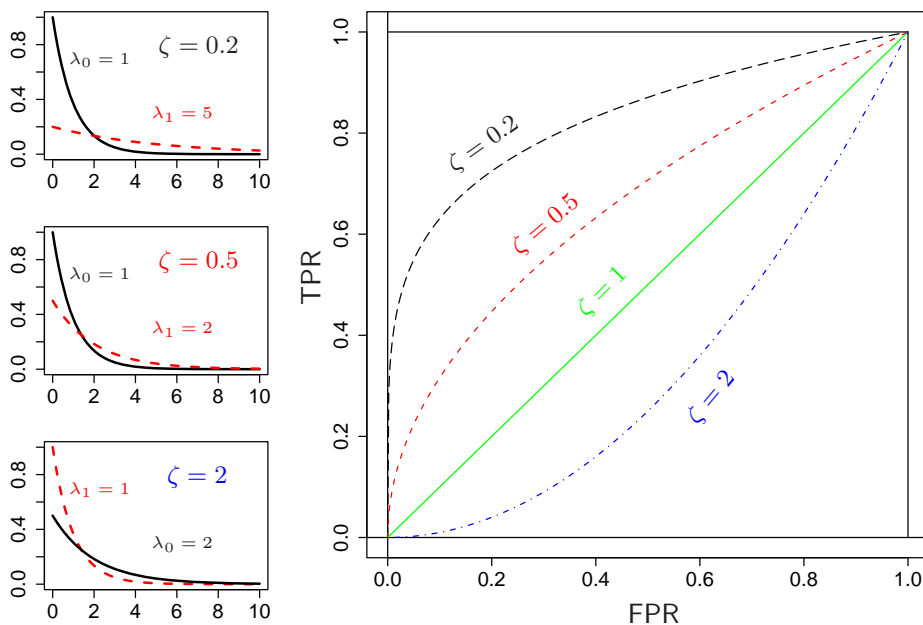 λ₀ = 1
ζ = 0.2
λ₁ = 5
0.0 0.4 0.8
0 2 4 6 8 10
λ₀ = 1
ζ = 0.5
λ₁ = 2
0.0 0.4 0.8
0 2 4 6 8 10
λ₁ = 1
ζ = 2
λ₀ = 2
0.0 0.4 0.8
0 2 4 6 8 10
TPR
0.0 0.2 0.4 0.6 0.8 1.0
ζ = 0.2
ζ = 0.5
ζ = 1
ζ = 2
0.0 0.2 0.4 0.6 0.8 1.0
FPR